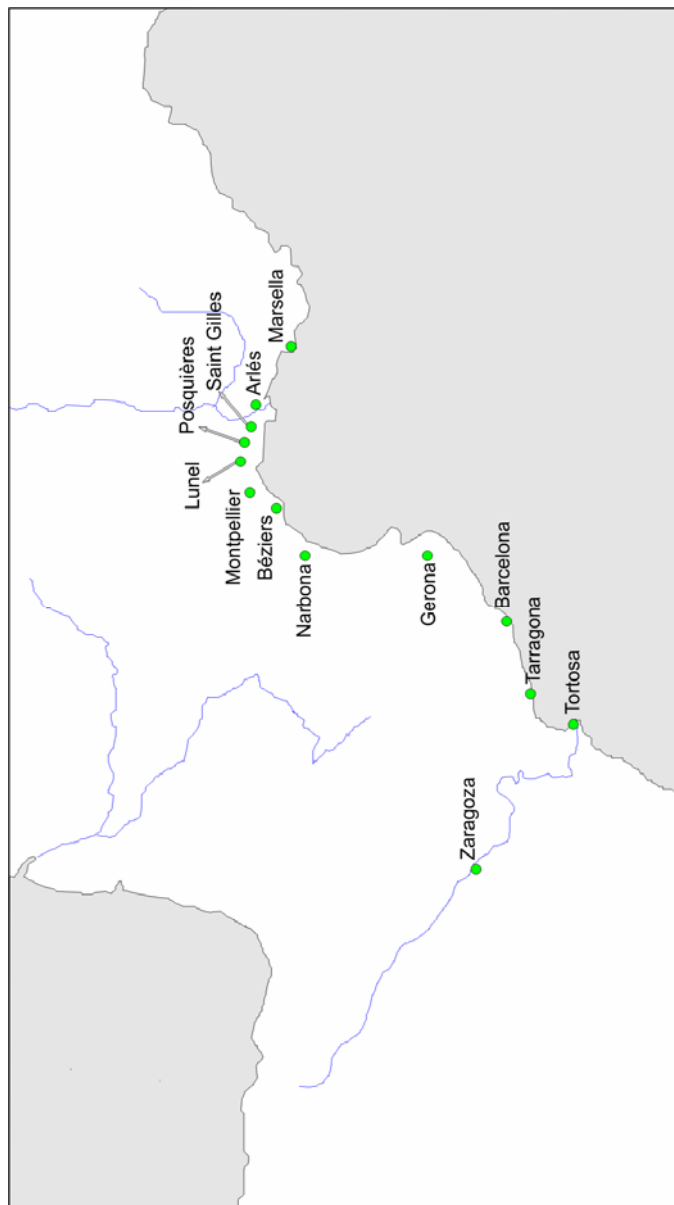 Posquières
Saint Gilles
Lunel
Arlés
Marsella
Montpellier
Béziers
Narbona
Gerona
Barcelona
Tarragona
Tortosa
Zaragoza